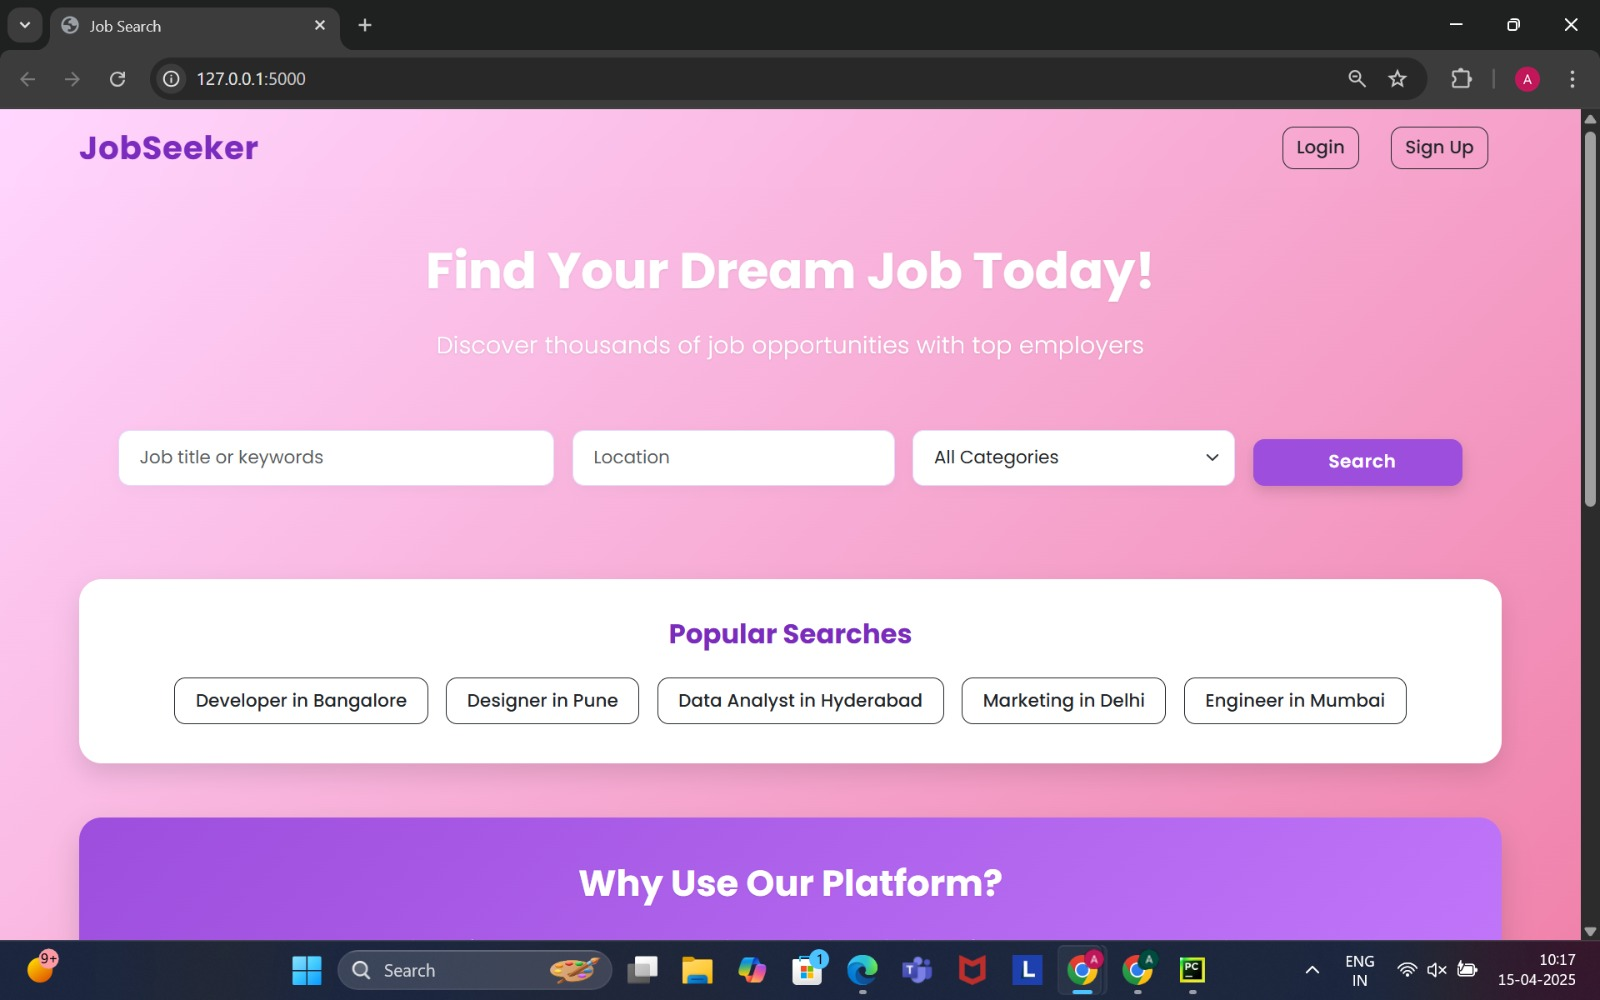 Job Search
127.0.0.1:5000
A
JobSeeker
Login
Sign Up
Find Your Dream Job Today!
Discover thousands of job opportunities with top employers
Job title or keywords
Location
All Categories
Search
Popular Searches
Developer in Bangalore
Designer in Pune
Data Analyst in Hyderabad
Marketing in Delhi
Engineer in Mumbai
Why Use Our Platform?
9+
Search
1
T
L
A
A
PC
ENG
IN
10:17
15-04-2025